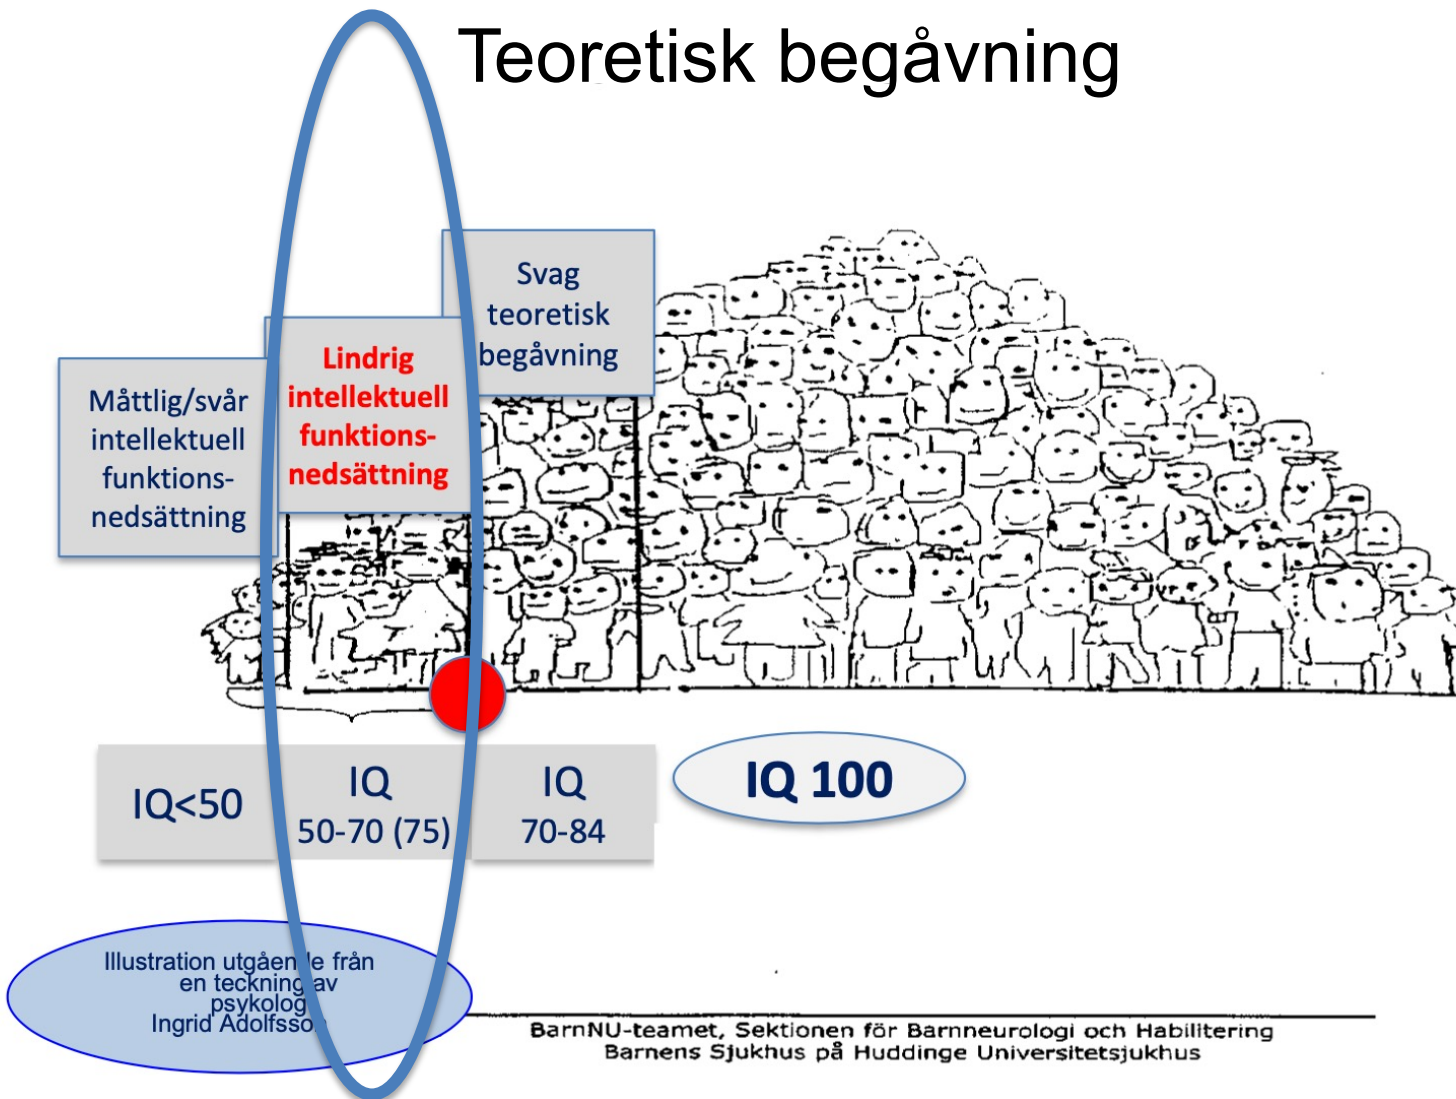 Teoretisk begåvning
Svag
teoretisk
begåvning
Lindrig
intellektuell
funktions-
nedsättning
Måttlig/svår
intellektuell
funktions-
nedsättning
IQ<50
IQ
50-70 (75)
IQ
70-84
IQ 100
Illustration utgående från
en teckning av
psykolog
Ingrid Adolfsson
BarnNU-teamet, Sektionen för Barnneurologi och Habilitering
Barnens Sjukhus på Huddinge Universitetsjukhus